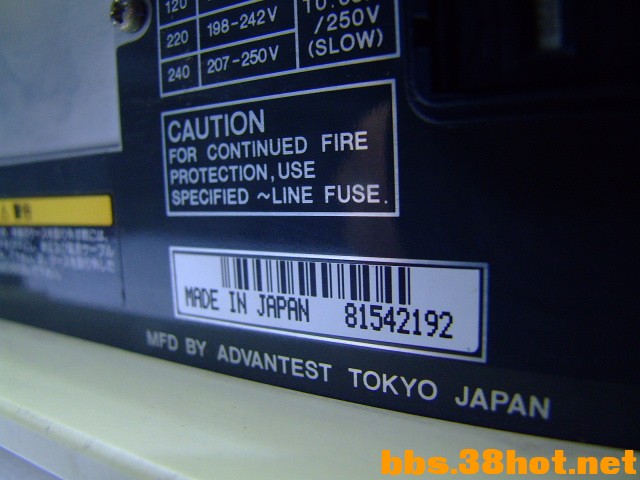 120
/250V
(SLOW)
220 198-242V
240 207-250V
CAUTION
FOR CONTINUED FIRE
PROTECTION,USE
SPECIFIED ~LINE FUSE.
MADE IN JAPAN 81542192
MFD BY ADVANTEST TOKYO JAPAN
bbs.38hot.net